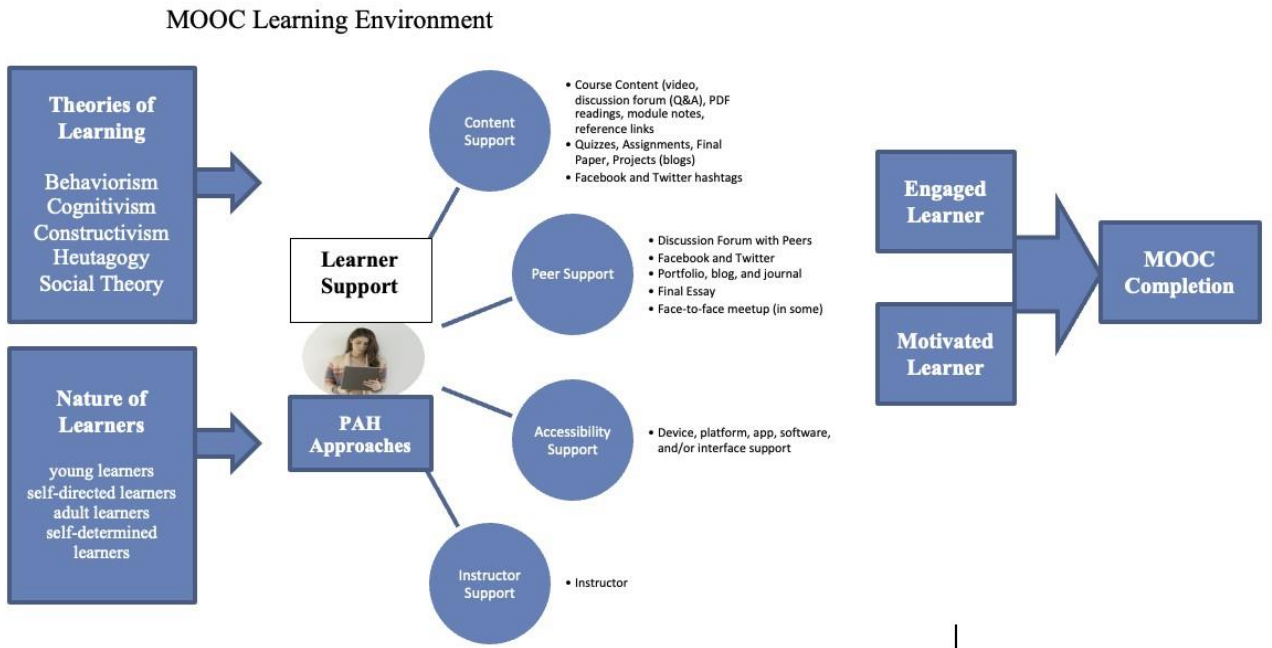 MOOC Learning Environment
Theories of
Learning
Behaviorism
Cognitivism
Constructivism
Heutagogy
Social Theory
Nature of
Learners
young learners
self-directed learners
adult learners
self-determined
learners
Learner
Support
PAH
Approaches
Content
Support
• Course Content (video,
discussion forum (Q&A), PDF
readings, module notes,
reference links
• Quizzes, Assignments, Final
Paper, Projects (blogs)
• Facebook and Twitter hashtags
Peer Support
• Discussion Forum with Peers
• Facebook and Twitter
• Portfolio, blog, and journal
• Final Essay
• Face-to-face meetup (in some)
Accessibility
Support
• Device, platform, app, software,
and/or interface support
Instructor
Support
• Instructor
Engaged
Learner
Motivated
Learner
MOOC
Completion